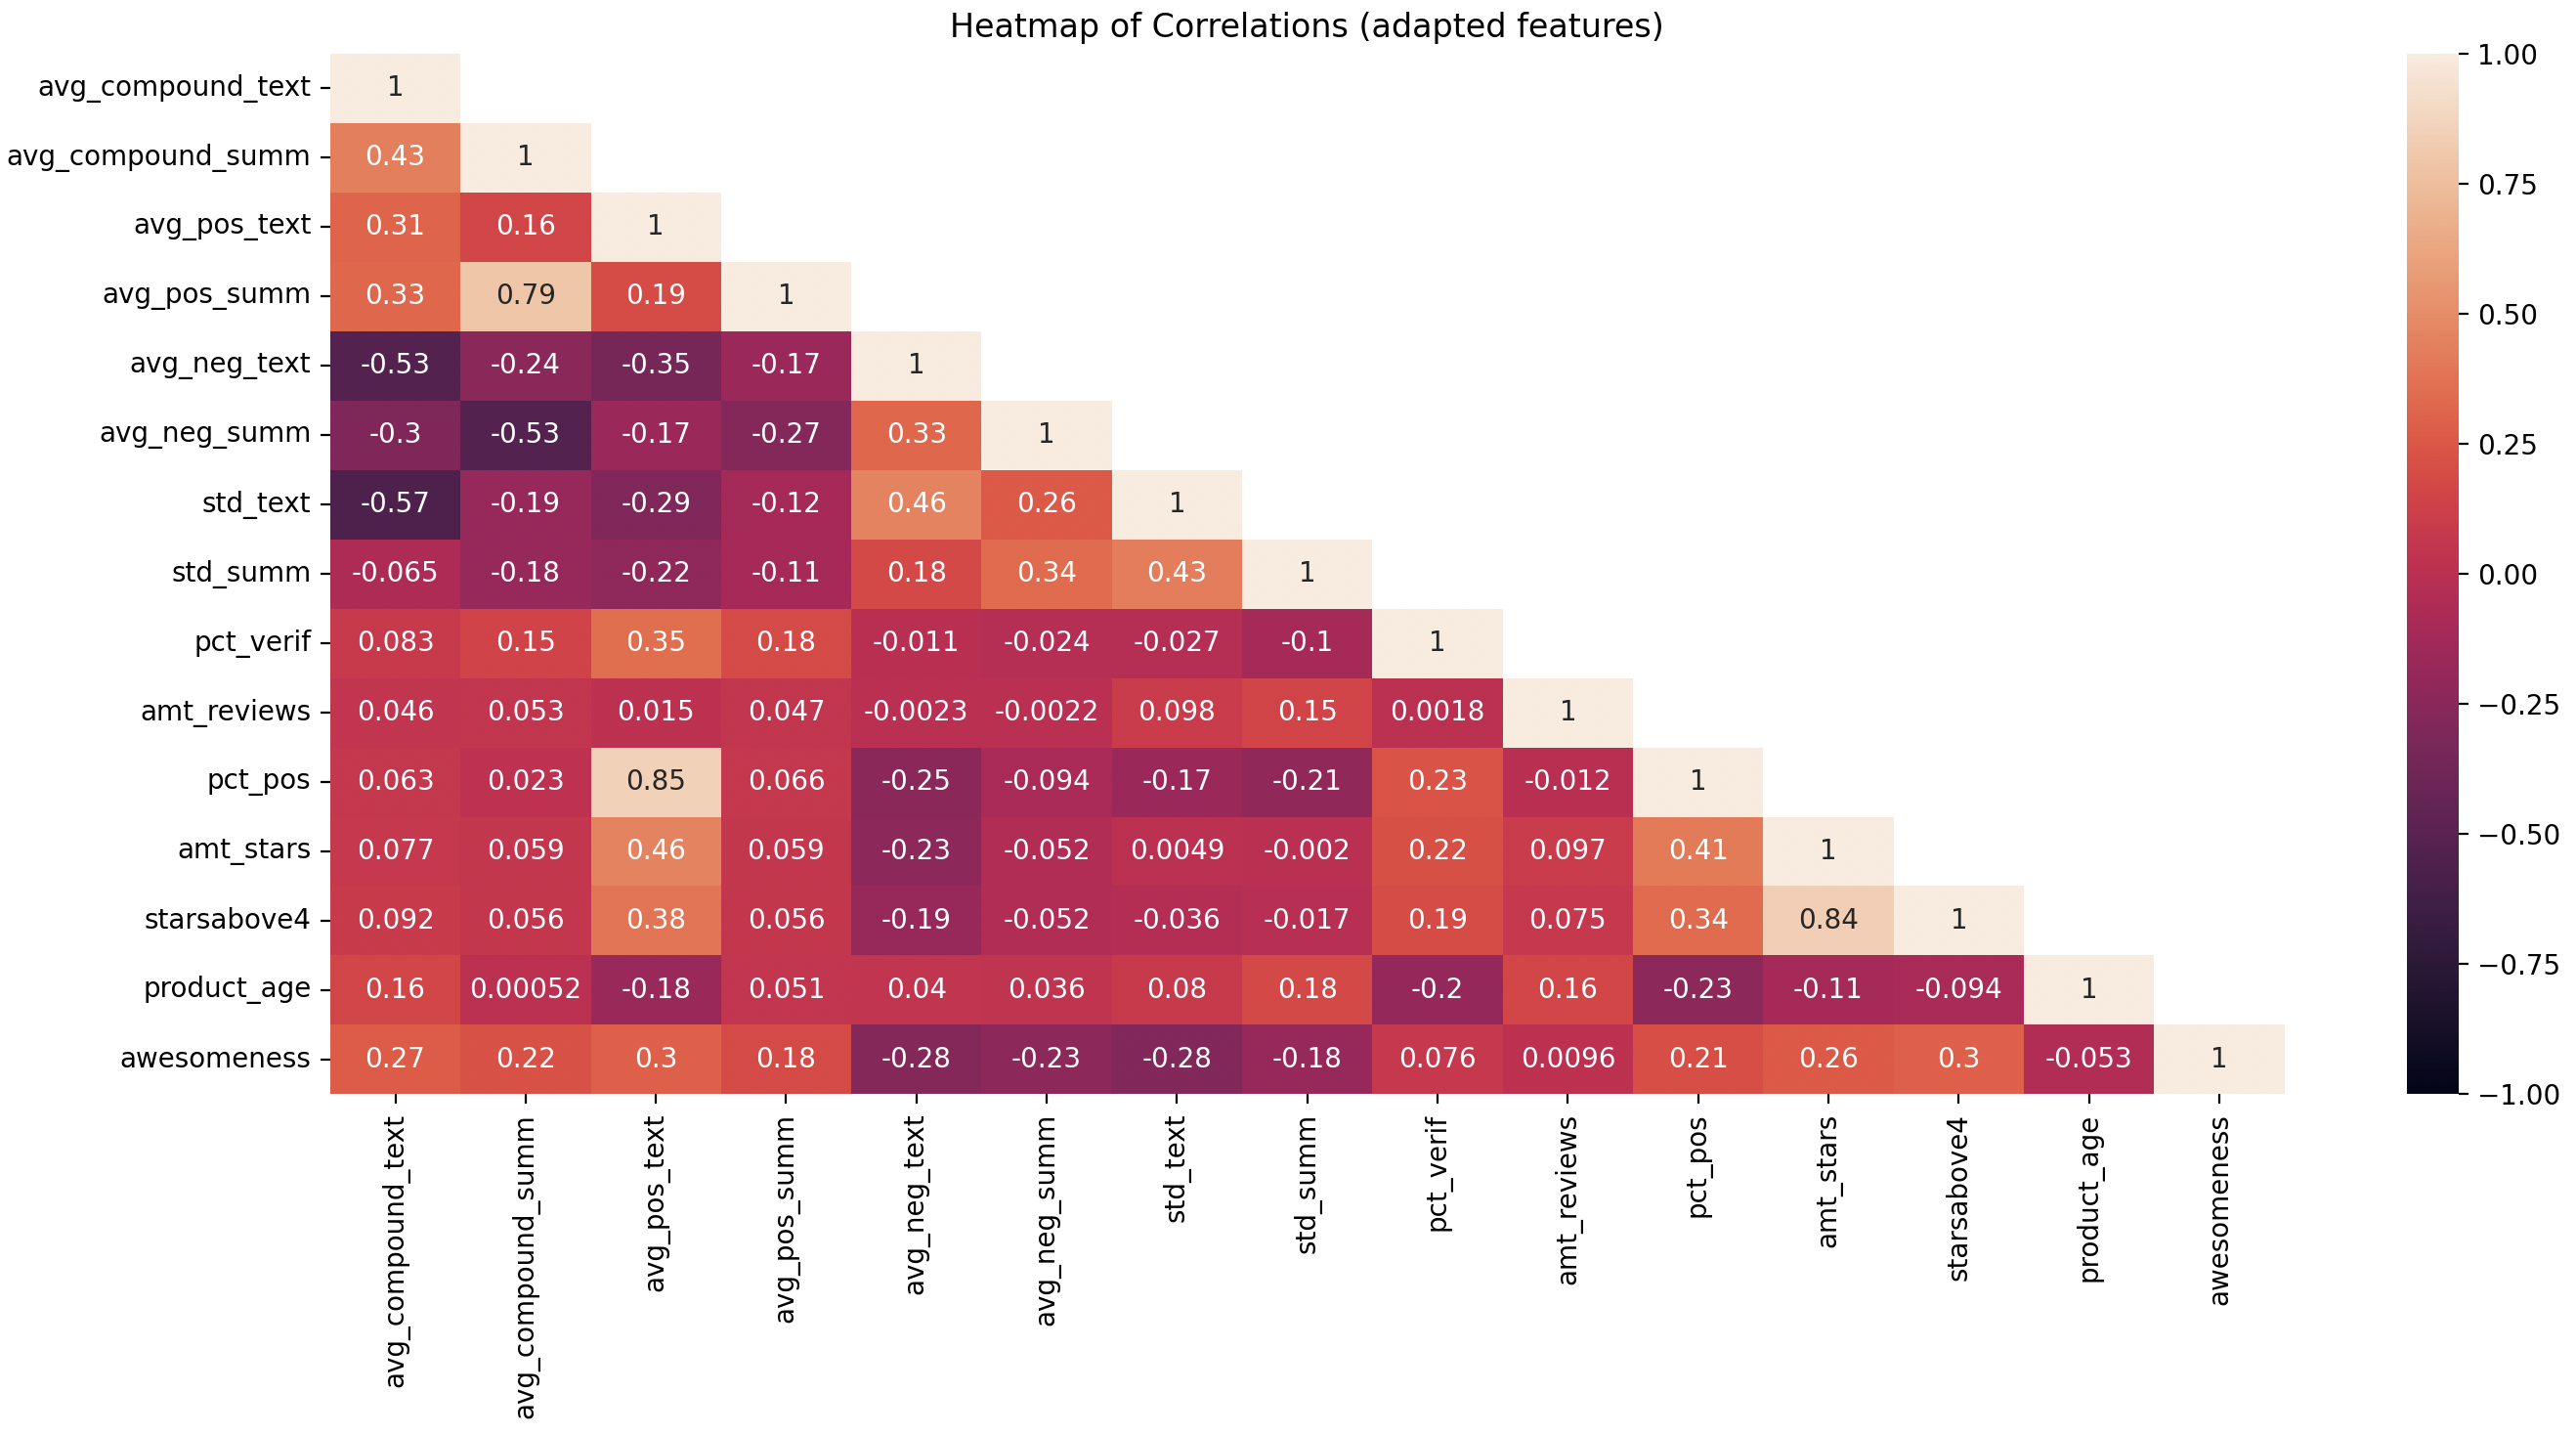 Heatmap of Correlations (adapted features)
avg_compound_text 1
avg_compound_summ 0.43 1
avg_pos_text 0.31 0.16 1
avg_pos_summ 0.33 0.79 0.19 1
avg_neg_text -0.53 -0.24 -0.35 -0.17 1
avg_neg_summ -0.3 -0.53 -0.17 -0.27 0.33 1
std_text -0.57 -0.19 -0.29 -0.12 0.46 0.26 1
std_summ -0.065 -0.18 -0.22 -0.11 0.18 0.34 0.43 1
pct_verif 0.083 0.15 0.35 0.18 -0.011 -0.024 -0.027 -0.1 1
amt_reviews 0.046 0.053 0.015 0.047 -0.0023 -0.0022 0.098 0.15 0.0018 1
pct_pos 0.063 0.023 0.85 0.066 -0.25 -0.094 -0.17 -0.21 0.23 -0.012 1
amt_stars 0.077 0.059 0.46 0.059 -0.23 -0.052 0.0049 -0.002 0.22 0.097 0.41 1
starsabove4 0.092 0.056 0.38 0.056 -0.19 -0.052 -0.036 -0.017 0.19 0.075 0.34 0.84 1
product_age 0.16 0.00052 -0.18 0.051 0.04 0.036 0.08 0.18 -0.2 0.16 -0.23 -0.11 -0.094 1
awesomeness 0.27 0.22 0.3 0.18 -0.28 -0.23 -0.28 -0.18 0.076 0.0096 0.21 0.26 0.3 -0.053 1
avg_compound_text
avg_compound_summ
avg_pos_text
avg_pos_summ
avg_neg_text
avg_neg_summ
std_text
std_summ
pct_verif
amt_reviews
pct_pos
amt_stars
starsabove4
product_age
awesomeness
1.00
0.75
0.50
0.25
0.00
−0.25
−0.50
−0.75
−1.00